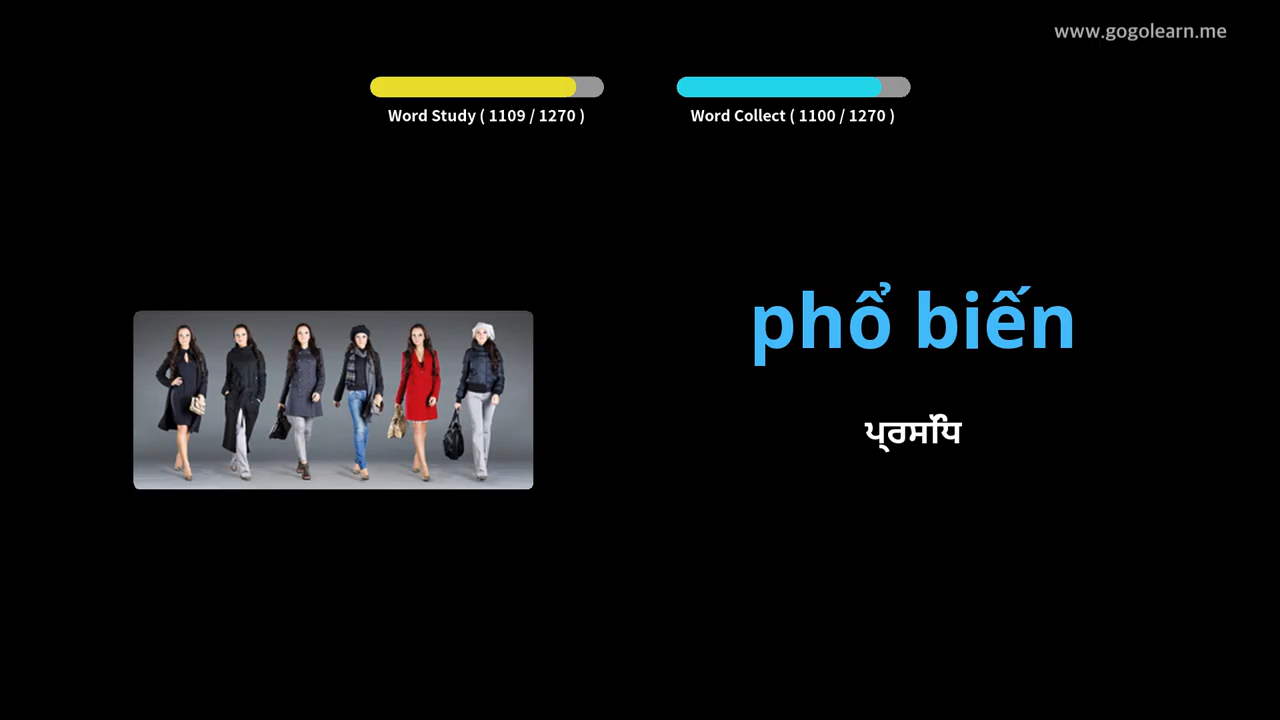 www.gogolearn.me
Word Study ( 1109 / 1270 )
Word Collect ( 1100 / 1270 )
phổ biến
ਪ੍ਰਸਿੱਧ